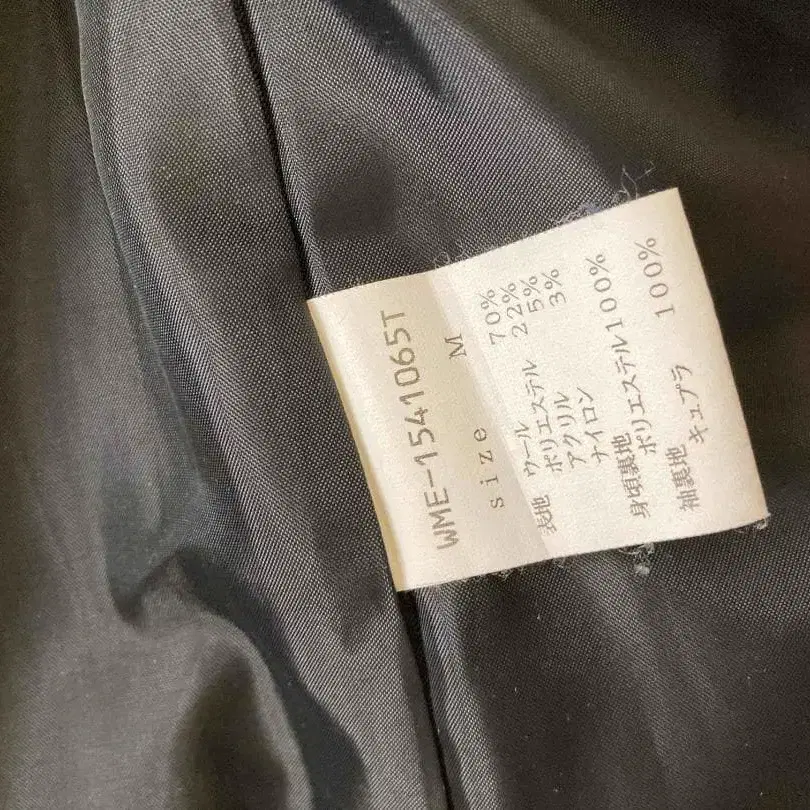 WME-1541065T
size M
表地 ウール 70%
ポリエステル 22%
アクリル 5%
ナイロン 3%
身頃裏地
ポリエステル100%
袖裏地
キュプラ 100%